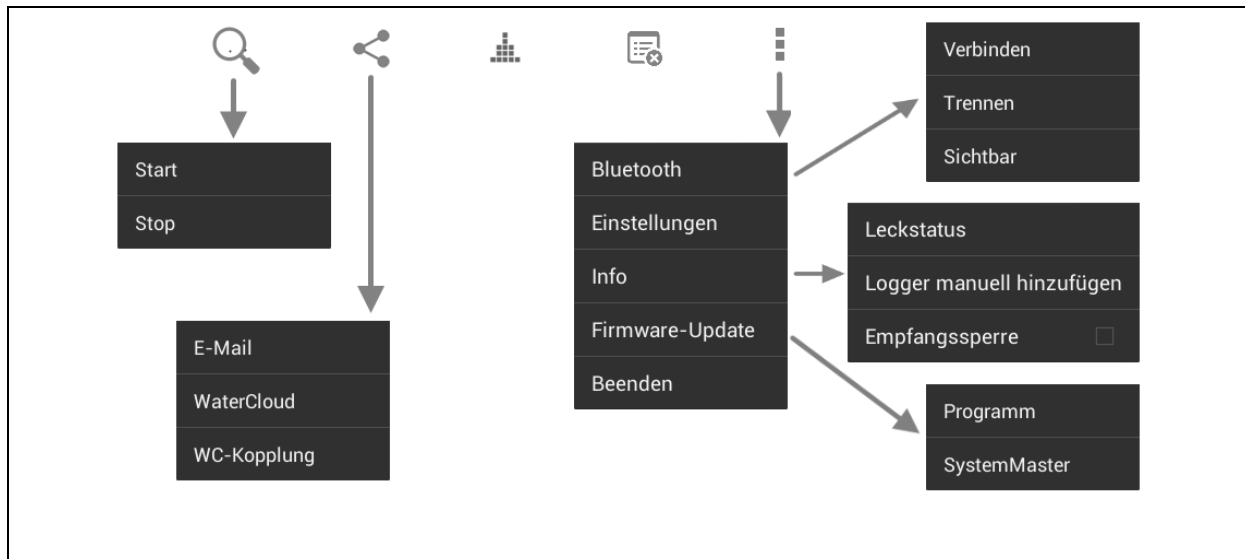 Start
Stop
E-Mail
WaterCloud
WC-Kopplung
Bluetooth
Einstellungen
Info
Firmware-Update
Beenden
Verbinden
Trennen
Sichtbar
Leckstatus
Logger manuell hinzufügen
Empfangssperre
Programm
SystemMaster